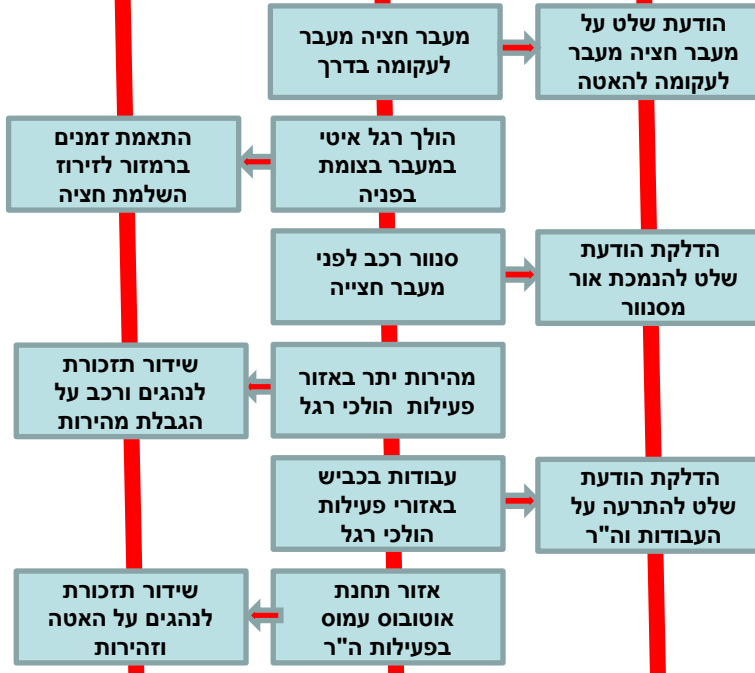 הודעת שלט על
מעבר חציה מעבר
לעקומה להאטה
מעבר חציה מעבר
לעקומה בדרך
הולך רגל איטי
במעבר בצומת
בפניה
התאמת זמנים
ברמזור לזירוז
השלמת חציה
הדלקת הודעת
שלט להנמכת אור
מסנוור
סנוור רכב לפני
מעבר חצייה
מהירות יתר באזור
פעילות הולכי רגל
שידור תזכורת
לנהגים ורכב על
הגבלת מהירות
הדלקת הודעת
שלט להתרעה על
העבודות וה"ר
עבודות בכביש
באזורי פעילות
הולכי רגל
אזור תחנת
אוטובוס עמוס
בפעילות ה"ר
שידור תזכורת
לנהגים על האטה
וזהירות